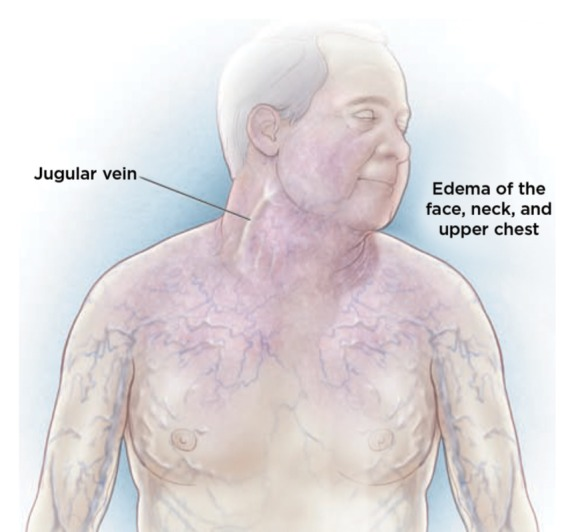 Jugular vein
Edema of the
face, neck, and
upper chest